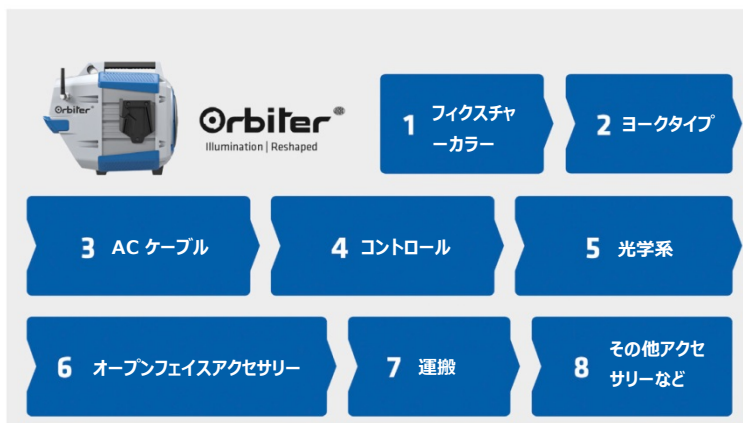 Orbiter
Orbiter
Illumination | Reshaped
1 フィクスチャ
ーカラー
2 ヨークタイプ
3 AC ケーブル
4 コントロール
5 光学系
6 オープンフェイスアクセサリー
7 運搬
8 その他アクセ
サリーなど